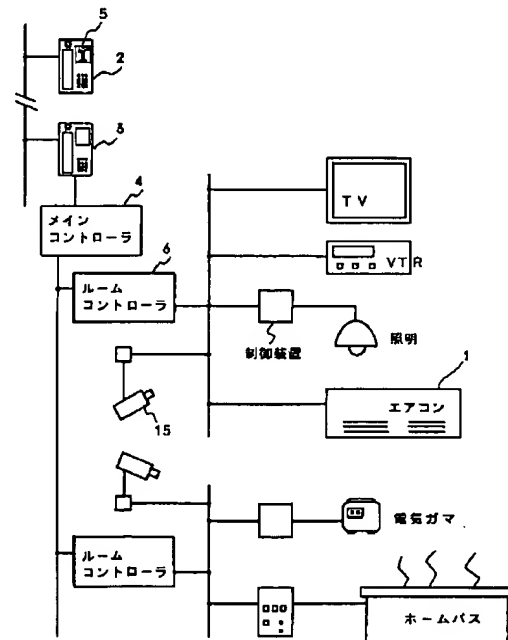 5
2
3
4
メイン
コントローラ
6
ルーム
コントローラ
TV
VTR
制御装置
照明
1
エアコン
15
電気ガマ
ルーム
コントローラ
ホームバス